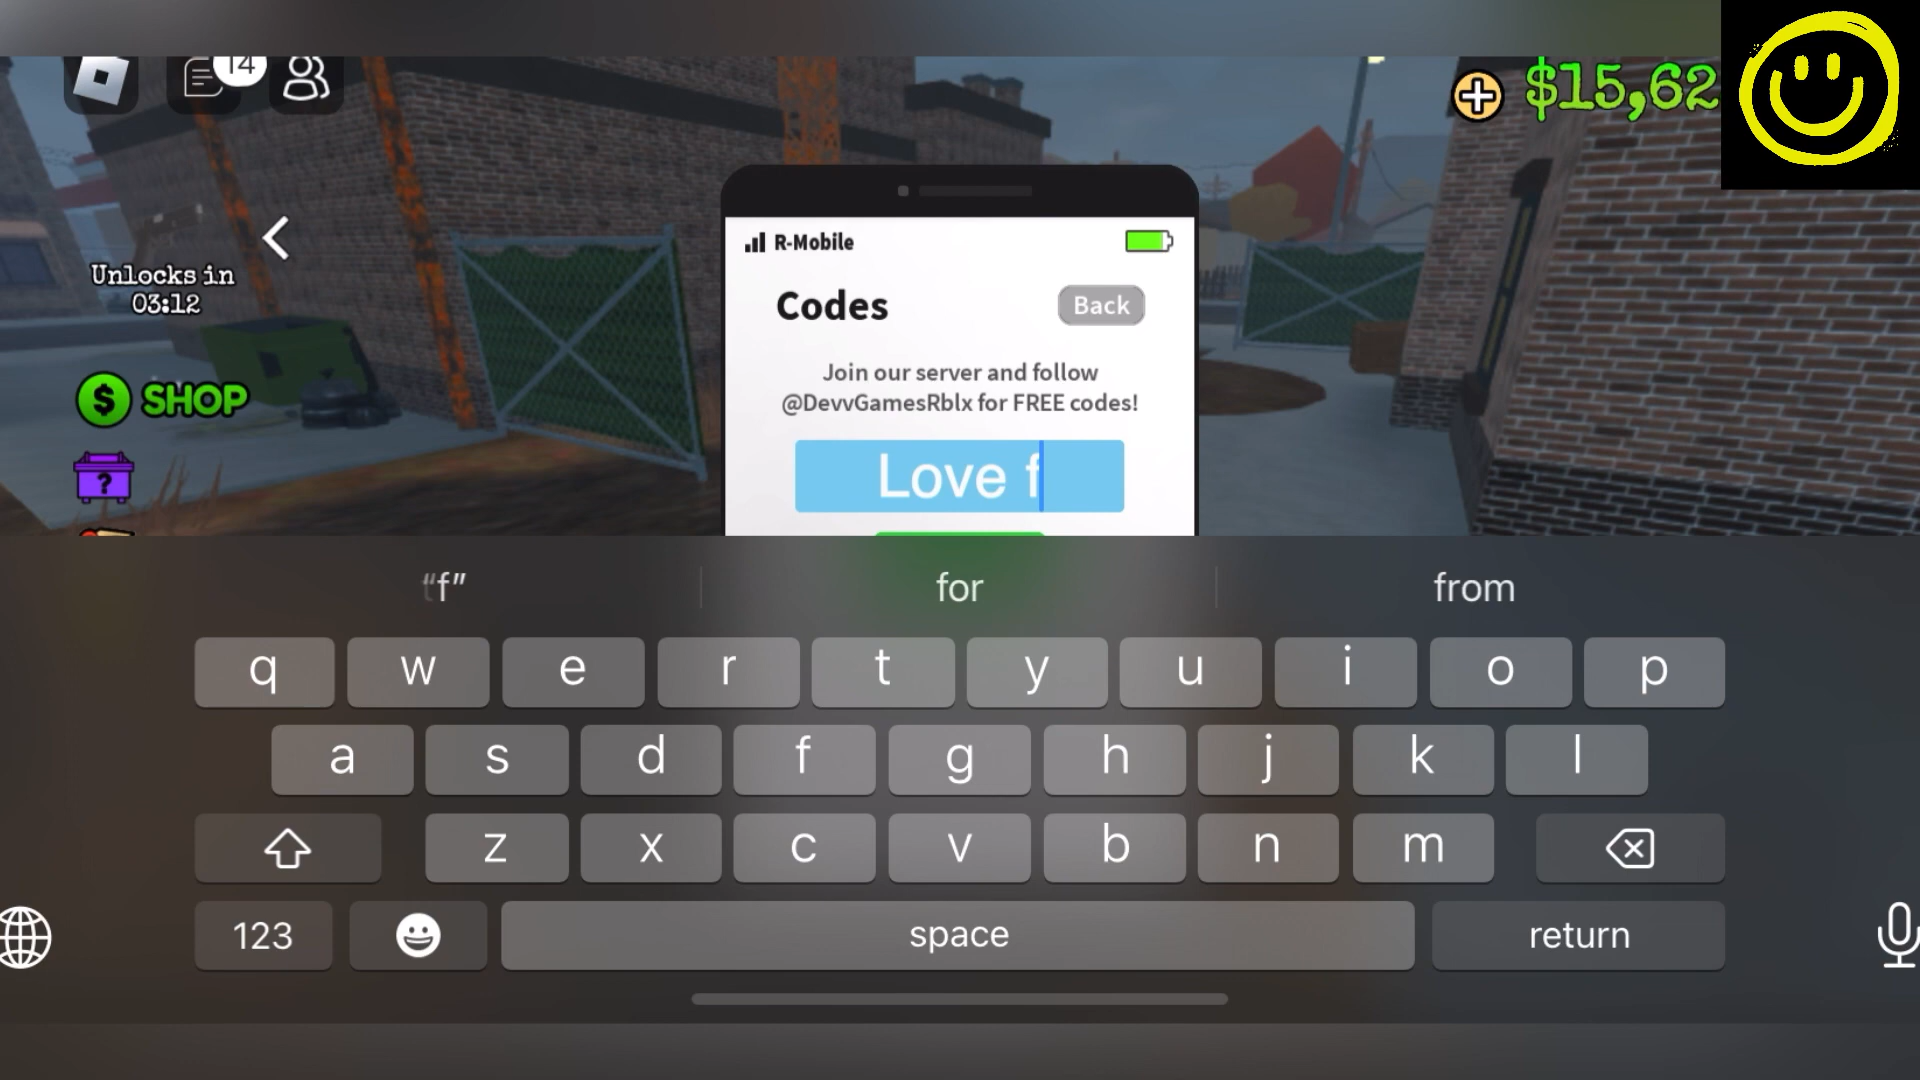 14
$15,62
R-Mobile
Unlocks in
03:12
Codes
Back
Join our server and follow
@DevvGamesRblx for FREE codes!
$ SHOP
Love f
?
"f"
for
from
q w e r t y u i o p
a s d f g h j k l
z x c v b n m
123
space
return